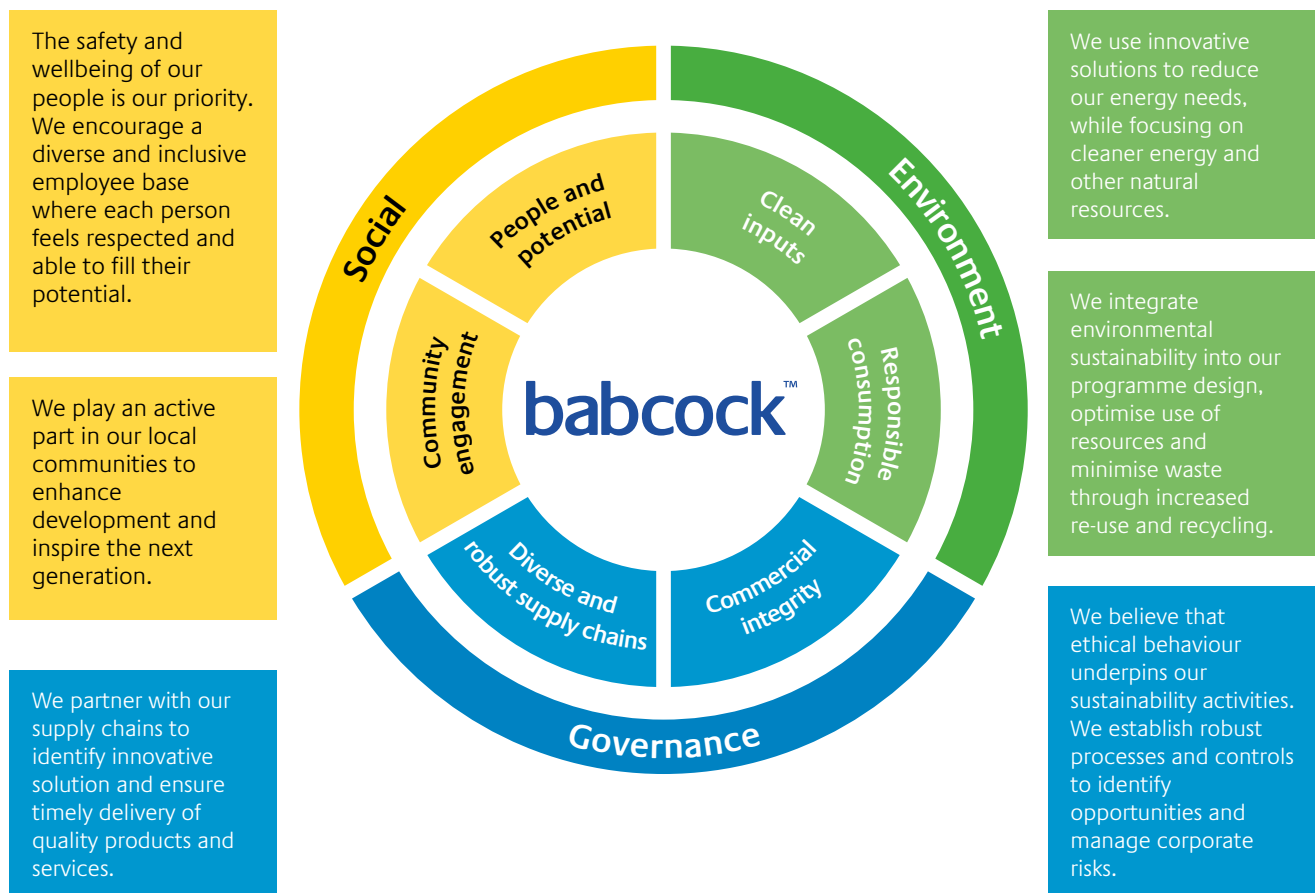 The safety and
wellbeing of our
people is our priority.
We encourage a
diverse and inclusive
employee base
where each person
feels respected and
able to fill their
potential.
We play an active
part in our local
communities to
enhance
development and
inspire the next
generation.
We partner with our
supply chains to
identify innovative
solution and ensure
timely delivery of
quality products and
services.
Social
People and
potential
Community
engagement
Environment
Clean
inputs
Responsible
consumption
babcock™
Diverse and
robust supply chains
Commercial
integrity
Governance
We use innovative
solutions to reduce
our energy needs,
while focusing on
cleaner energy and
other natural
resources.
We integrate
environmental
sustainability into our
programme design,
optimise use of
resources and
minimise waste
through increased
re-use and recycling.
We believe that
ethical behaviour
underpins our
sustainability activities.
We establish robust
processes and controls
to identify
opportunities and
manage corporate
risks.